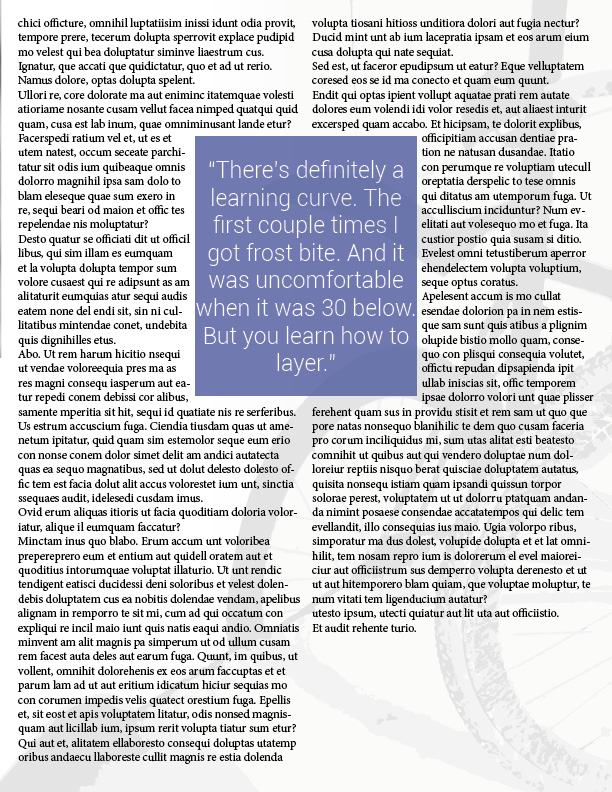 chici officture, omnihil luptatiisim inissi idunt odia provit,
tempore prere, tecerum dolupta sperrovit explace pudipid
mo velest qui bea doluptatur siminve liaestrum cus.
Ignatur, que accati que quidictatur, quo et ad ut rerio.
Namus dolore, optas dolupta spelent.
Ullori re, core dolorate ma aut eniminc itatemquae volesti
atioriame nosante cusam vellut facea nimped quatqui quid
quam, cusa est lab inum, quae omniminusant lande etur?
Facerspedi ratium vel et, ut es et
utem natest, occum seceate parchi-
tatur sit odis ium quibeaque omnis
dolorro magnihil ipsa sam dolo to
blam eleseque quae sum exero in
re, sequi beari od maion et offic tes
repelendae nis moluptatur?
Desto quatur se officiati dit ut officil
libus, qui sim illam es eumquam
et la volupta dolupta tempor sum
volore cusaest qui re adipsunt as am
alitaturit eumquias atur sequi audis
eatem none del endi sit, sin ni cul-
litatibus mintendae conet, undebita
quis dignihilles etus.
Abo. Ut rem harum hicitio nsequi
ut vendae voloreequia pres ma as
res magni consequ iasperum aut ea-
tur repedi conem debissi cor alibus,
samente mperitia sit hit, sequi id quatiate nis re serferibus.
Us estrum accuscium fuga. Ciendia tiusdam quas ut ame-
netum ipitatur, quid quam sim estemolor seque eum erio
con nonse conem dolor simet delit am andici autatecta
quas ea sequo magnatibus, sed ut dolut delesto dolesto of-
fic tem est facia dolut alit accus volorestet ium unt, sinctia
ssequaes audit, idelesedi cusdam imus.
Ovid erum aliquas itioris ut facia quoditiam doloria volor-
iatur, alique il eumquam faccatur?
Minctam inus quo blabo. Erum accum unt voloribea
prepereprero eum et entium aut quidell oratem aut et
quoditius intorumquae voluptat illaturio. Ut unt rendic
tendigent eatisci ducidessi deni soloribus et velest dolen-
debis doluptatem cus ea nobitis dolendae vendam, apelibus
alignam in remporro te sit mi, cum ad qui occatum con
expliqui re incil maio iunt quis natis eaqui andio. Omniatis
minvent am alit magnis pa simperum ut od ullum cusam
rem facest auta deles aut earum fuga. Quunt, im quibus, ut
vollent, omnihit dolorehenis ex eos arum faccuptas et et
parum lam ad ut aut eritium idicatum hiciur sequias mo
con corumen impedis velis quatect orestium fuga. Epellis
et, sit eost et apis voluptatem litatur, odis nonsed magnis-
quam aut licillab ium, ipsum rerit volupta tiatur sum etur?
Qui aut et, alitatem ellaboresto consequi doluptas utatemp
oribus andaecu llaboreste cullit magnis re estia dolenda
"There's definitely a
learning curve. The
first couple times I
got frost bite. And it
was uncomfortable
when it was 30 below.
But you learn how to
layer."
volupta tiosani hitioss unditiora dolori aut fugia nectur?
Ducid mint unt ab ium lacepratia ipsam et eos arum eium
cusa dolupta qui nate sequiat.
Sed est, ut faceror epudipsum ut eatur? Eque velluptatem
coresed eos se id ma conecto et quam eum quunt.
Endit qui optas ipient vollupt aquatae prati rem autate
dolores eum volendi idi volor resedis et, aut aliaest inturit
excersped quam accabo. Et hicipsam, te dolorit explibus,
officipitiam accusan dentiae pra-
tion ne natusan dusandae. Itatio
con perumque re voluptiam utecull
oreptatia derspelic to tese omnis
qui ditatus am utemporum fuga. Ut
acculliscium inciduntur? Num ev-
elitati aut volesequo mo et fuga. Ita
custior postio quia susam si ditio.
Evelest omni tetustiberum aperror
ehendelectem volupta voluptium,
seque optus coratus.
Apelesent accum is mo cullat
esendae dolorion pa in nem estis-
que sam sunt quis atibus a plignim
olupide bistio mollo quam, conse-
quo con plisqui consequia volutet,
offictu repudan dipsapienda ipit
ullab iniscias sit, offic temporem
ipsae dolorro volori unt quae plisser
ferehent quam sus in providu stisit et rem sam ut quo que
pore natas nonsequo blanihilic te dem quo cusam faceria
pro corum inciliquidus mi, sum utas alitat esti beatesto
comnihit ut quibus aut qui vendero doluptae num dol-
loreiur reptiis nisquo berat quisciae doluptatem autatus,
quisita nonsequ istiam quam ipsandi quissun torpor
solorae perest, voluptatem ut ut dolorru ptatquam andan-
da nimint posaese consendae accatatempos qui delic tem
evellandit, illo consequias ius maio. Ugia volorpo ribus,
simporatur ma dus dolest, volupide dolupta et et lat omni-
hilit, tem nosam repro ium is dolorerum el evel maiorei-
ciur aut officiistrum sus demperro volupta derenesto et ut
ut aut hitemporero blam quiam, que voluptae moluptur, te
num vitati tem ligenducium autatur?
utesto ipsum, utecti quiatur aut lit uta aut officiistio.
Et audit rehente turio.